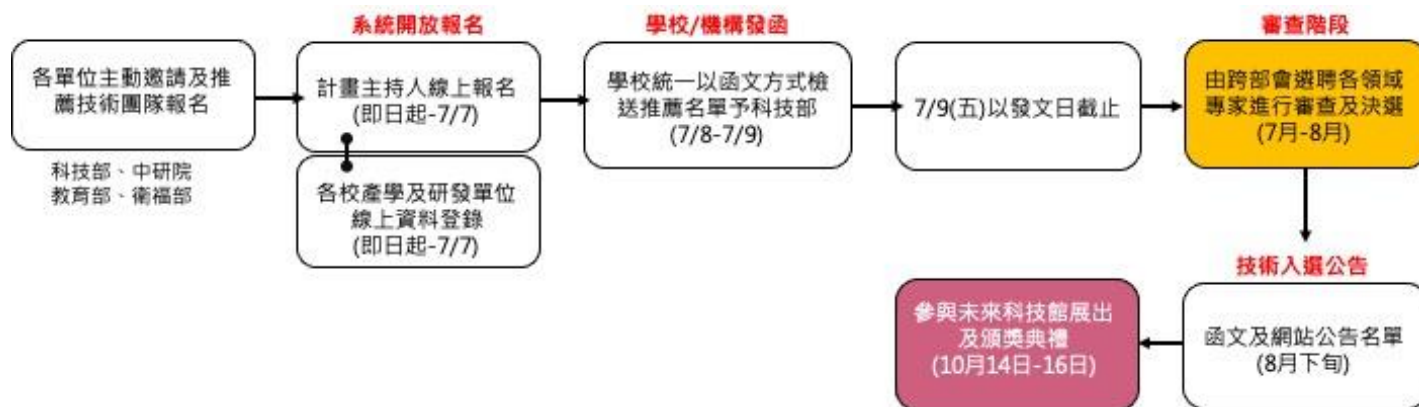 各單位主動邀請及推
薦技術團隊報名
科技部、中研院
教育部、衛福部
系統開放報名
計畫主持人線上報名
(即日起-7/7)
各校產學及研發單位
線上資料登錄
(即日起-7/7)
學校/機構發函
學校統一以函文方式檢
送推薦名單予科技部
(7/8-7/9)
7/9(五)以發文日截止
審查階段
由跨部會遴聘各領域
專家進行審查及決選
(7月-8月)
技術入選公告
函文及網站公告名單
(8月下旬)
參與未來科技館展出
及頒獎典禮
(10月14日-16日)